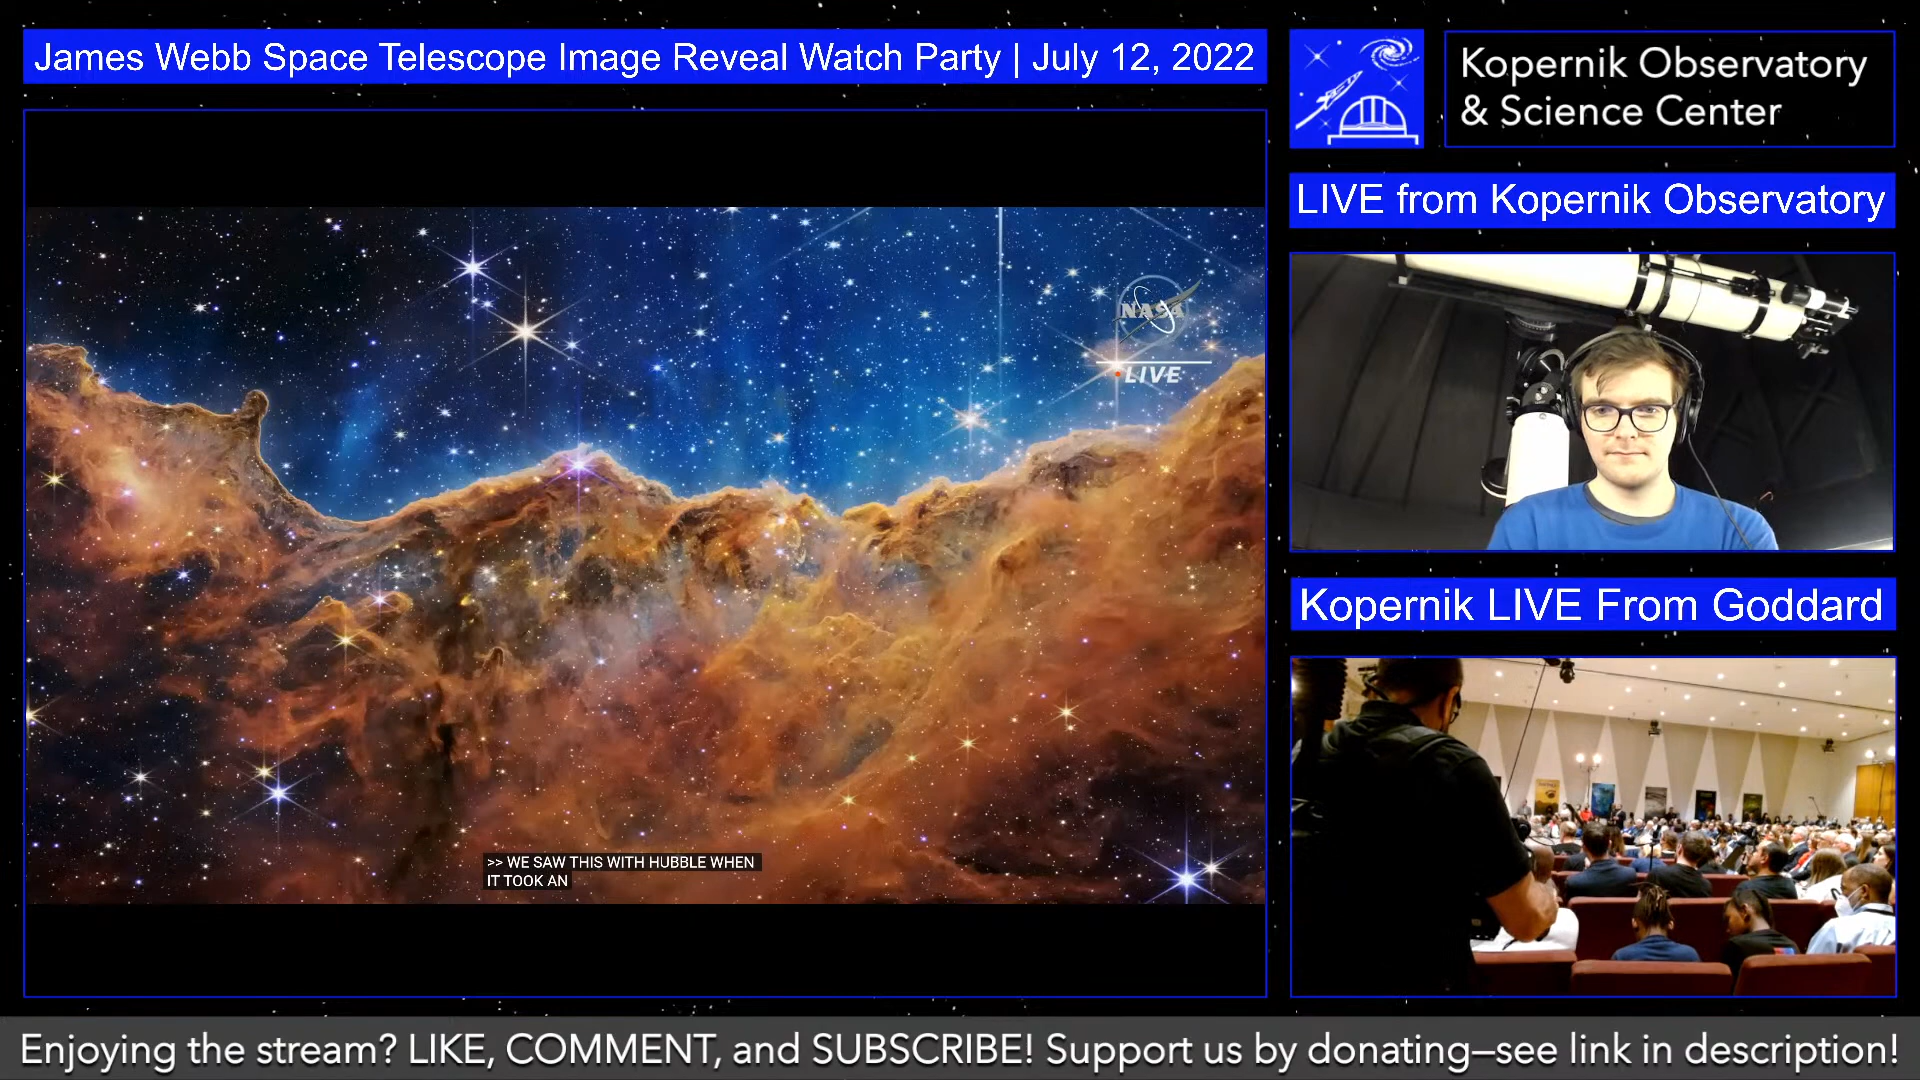 James Webb Space Telescope Image Reveal Watch Party | July 12, 2022
Kopernik Observatory
& Science Center
LIVE from Kopernik Observatory
NASA
LIVE
>> WE SAW THIS WITH HUBBLE WHEN
IT TOOK AN
Kopernik LIVE From Goddard
Enjoying the stream? LIKE, COMMENT, and SUBSCRIBE! Support us by donating—see link in description!